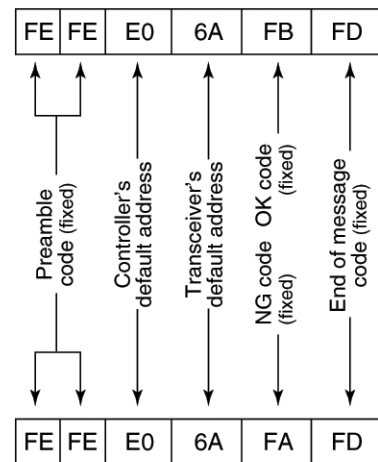 FE FE E0 6A FB FD
Preamble
code (fixed)
Controller's
default address
Transceiver's
default address
OK code
(fixed)
NG code
(fixed)
End of message
code (fixed)
FE FE E0 6A FA FD